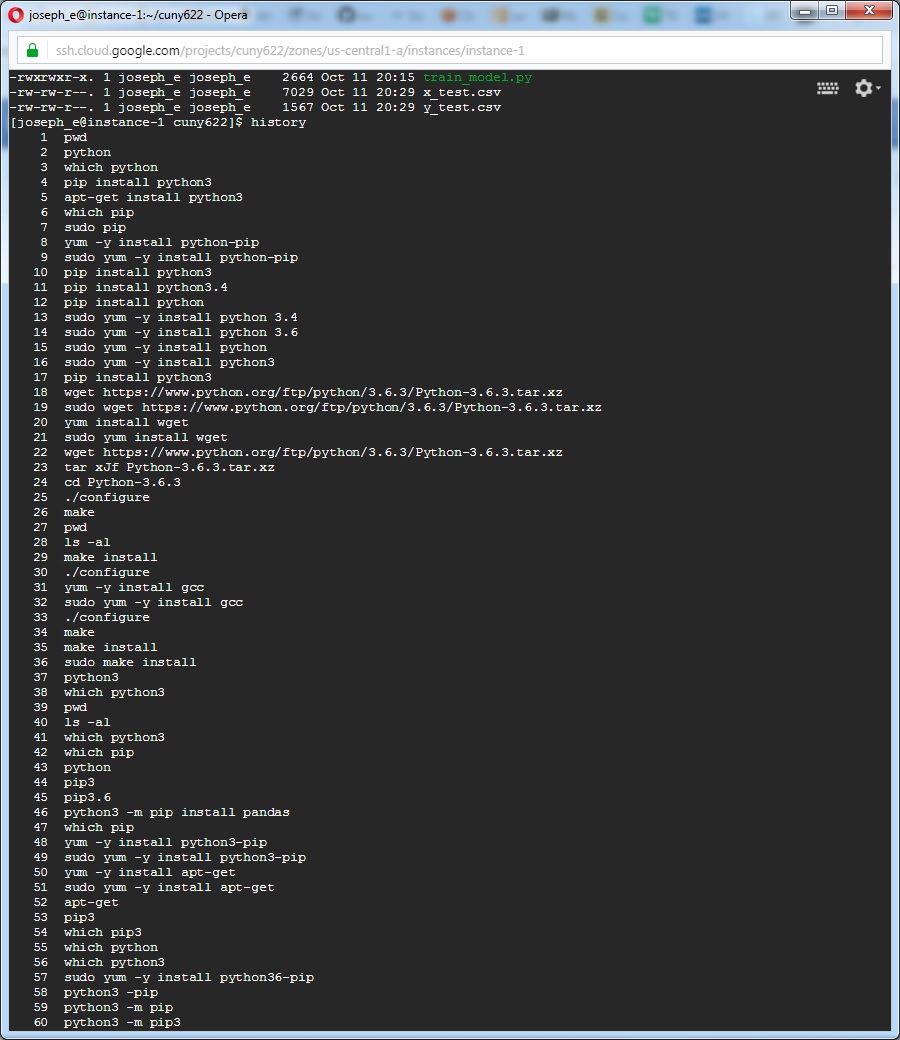 joseph_e@instance-1:~/cuny622 - Opera
ssh.cloud.google.com/projects/cuny622/zones/us-central1-a/instances/instance-1
-rwxrwxr-x. 1 joseph_e joseph_e    2664 Oct 11 20:15 train_model.py
-rw-rw-r--. 1 joseph_e joseph_e    7029 Oct 11 20:29 x_test.csv
-rw-rw-r--. 1 joseph_e joseph_e    1567 Oct 11 20:29 y_test.csv
[joseph_e@instance-1 cuny622]$ history
1  pwd
2  python
3  which python
4  pip install python3
5  apt-get install python3
6  which pip
7  sudo pip
8  yum -y install python-pip
9  sudo yum -y install python-pip
10  pip install python3
11  pip install python3.4
12  pip install python
13  sudo yum -y install python 3.4
14  sudo yum -y install python 3.6
15  sudo yum -y install python
16  sudo yum -y install python3
17  pip install python3
18  wget https://www.python.org/ftp/python/3.6.3/Python-3.6.3.tar.xz
19  sudo wget https://www.python.org/ftp/python/3.6.3/Python-3.6.3.tar.xz
20  yum install wget
21  sudo yum install wget
22  wget https://www.python.org/ftp/python/3.6.3/Python-3.6.3.tar.xz
23  tar xJf Python-3.6.3.tar.xz
24  cd Python-3.6.3
25  ./configure
26  make
27  pwd
28  ls -al
29  make install
30  ./configure
31  yum -y install gcc
32  sudo yum -y install gcc
33  ./configure
34  make
35  make install
36  sudo make install
37  python3
38  which python3
39  pwd
40  ls -al
41  which python3
42  which pip
43  python
44  pip3
45  pip3.6
46  python3 -m pip install pandas
47  which pip
48  yum -y install python3-pip
49  sudo yum -y install python3-pip
50  yum -y install apt-get
51  sudo yum -y install apt-get
52  apt-get
53  pip3
54  which pip3
55  which python
56  which python3
57  sudo yum -y install python36-pip
58  python3 -pip
59  python3 -m pip
60  python3 -m pip3